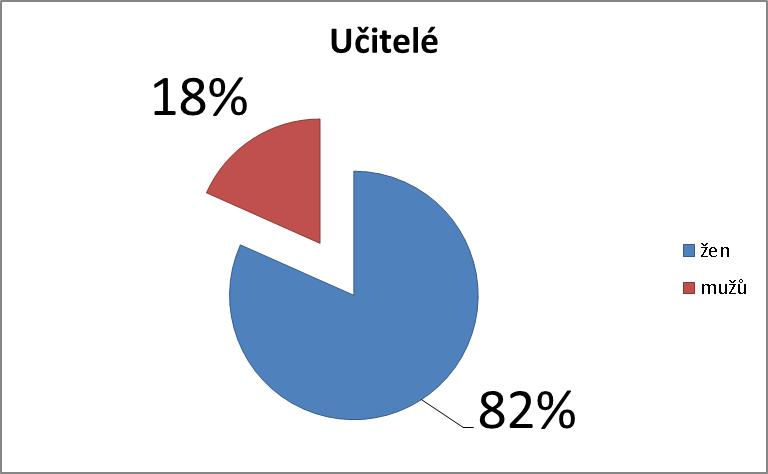 Učitelé
18%
žen
mužů
82%